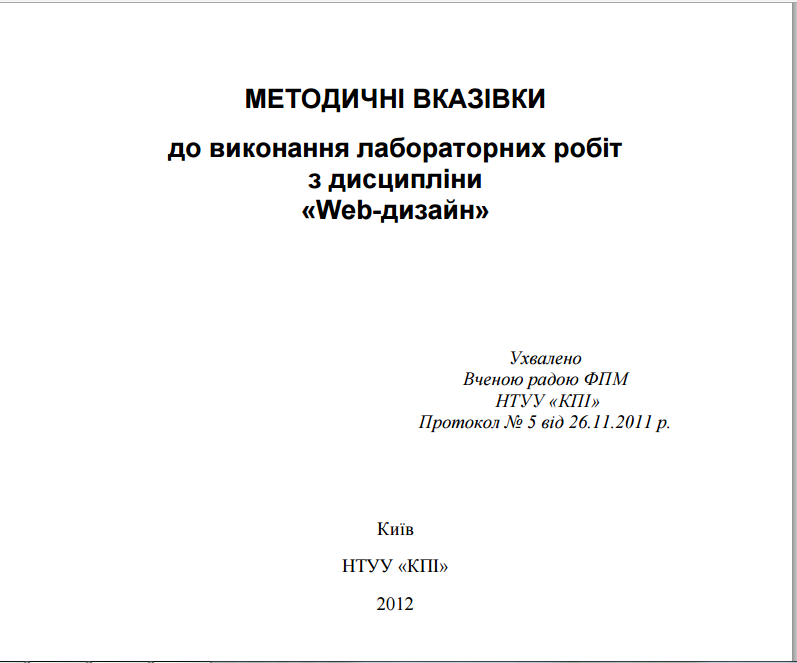 МЕТОДИЧНІ ВКАЗІВКИ
до виконання лабораторних робіт
з дисципліни
«Web-дизайн»
Ухвалено
Вченою радою ФПМ
НТУУ «КПІ»
Протокол № 5 від 26.11.2011 р.
Київ
НТУУ «КПІ»
2012